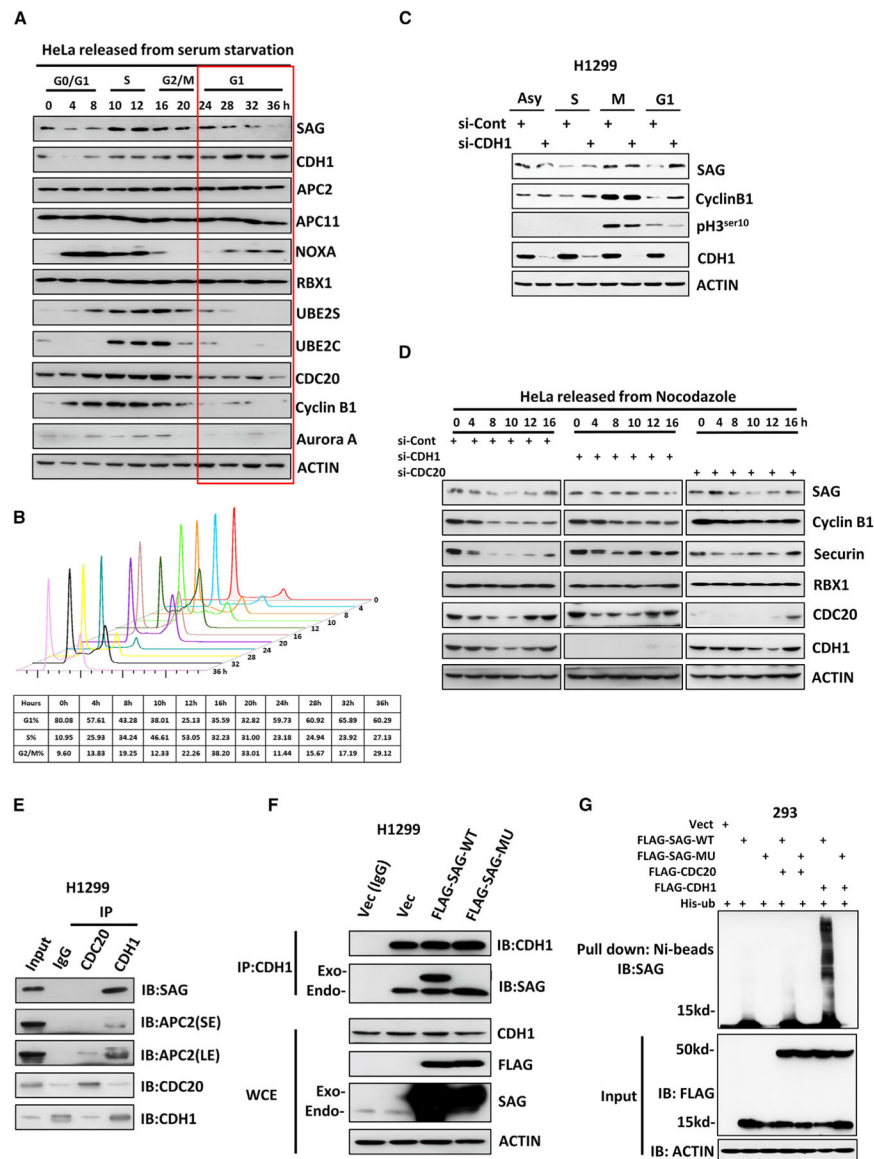 A
HeLa released from serum starvation
G0/G1 S G2/M G1
0 4 8 10 12 16 20 24 28 32 36 h
SAG
CDH1
APC2
APC11
NOXA
RBX1
UBE2S
UBE2C
CDC20
Cyclin B1
Aurora A
ACTIN
B
0
4
8
10
12
16
20
24
28
32
36 h
Hours 0h 4h 8h 10h 12h 16h 20h 24h 28h 32h 36h
G1% 80.08 57.61 43.28 38.01 25.13 35.59 32.82 59.73 60.92 65.89 60.29
S% 10.95 25.93 34.24 46.61 53.05 32.23 31.00 23.18 24.94 23.92 27.13
G2/M% 9.60 13.83 19.25 12.33 22.26 38.20 33.01 11.44 15.67 17.19 29.12
C
H1299
Asy S M G1
si-Cont + + + +
si-CDH1 + + + +
SAG
CyclinB1
pH3ser10
CDH1
ACTIN
D
HeLa released from Nocodazole
0 4 8 10 12 16 0 4 8 10 12 16 0 4 8 10 12 16 h
si-Cont + + + + + +
si-CDH1 + + + + + +
si-CDC20 + + + + + +
SAG
Cyclin B1
Securin
RBX1
CDC20
CDH1
ACTIN
E
H1299
IP
Input IgG CDC20 CDH1
IB:SAG
IB:APC2(SE)
IB:APC2(LE)
IB:CDC20
IB:CDH1
F
H1299
Vec (IgG) Vec FLAG-SAG-WT FLAG-SAG-MU
IP:CDH1
IB:CDH1
Exo-
Endo-
IB:SAG
WCE
CDH1
FLAG
Exo-
Endo-
SAG
ACTIN
G
293
Vect +
FLAG-SAG-WT + + +
FLAG-SAG-MU + + +
FLAG-CDC20 + +
FLAG-CDH1 + +
His-ub + + + + + + +
Pull down: Ni-beads
IB:SAG
15kd-
50kd-
Input
IB: FLAG
15kd-
IB: ACTIN